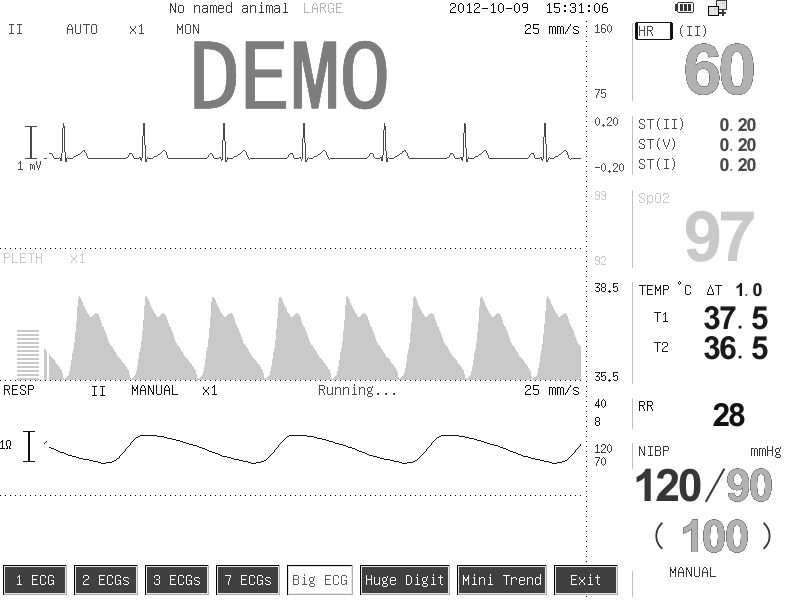 No named animal LARGE 2012-10-09 15:31:06
II AUTO x1 MON 25 mm/s
DEMO
1 mV
160
75
0.20
-0.20
HR (II)
60
ST(II) 0.20
ST(V) 0.20
ST(I) 0.20
99
92
SpO2
97
PLETH x1
38.5
35.5
TEMP °C ΔT 1.0
T1 37.5
T2 36.5
RESP II MANUAL x1 Running... 25 mm/s
1Ω
40
8
RR 28
120
70
NIBP mmHg
120/90
(100)
MANUAL
1 ECG 2 ECGs 3 ECGs 7 ECGs Big ECG Huge Digit Mini Trend Exit